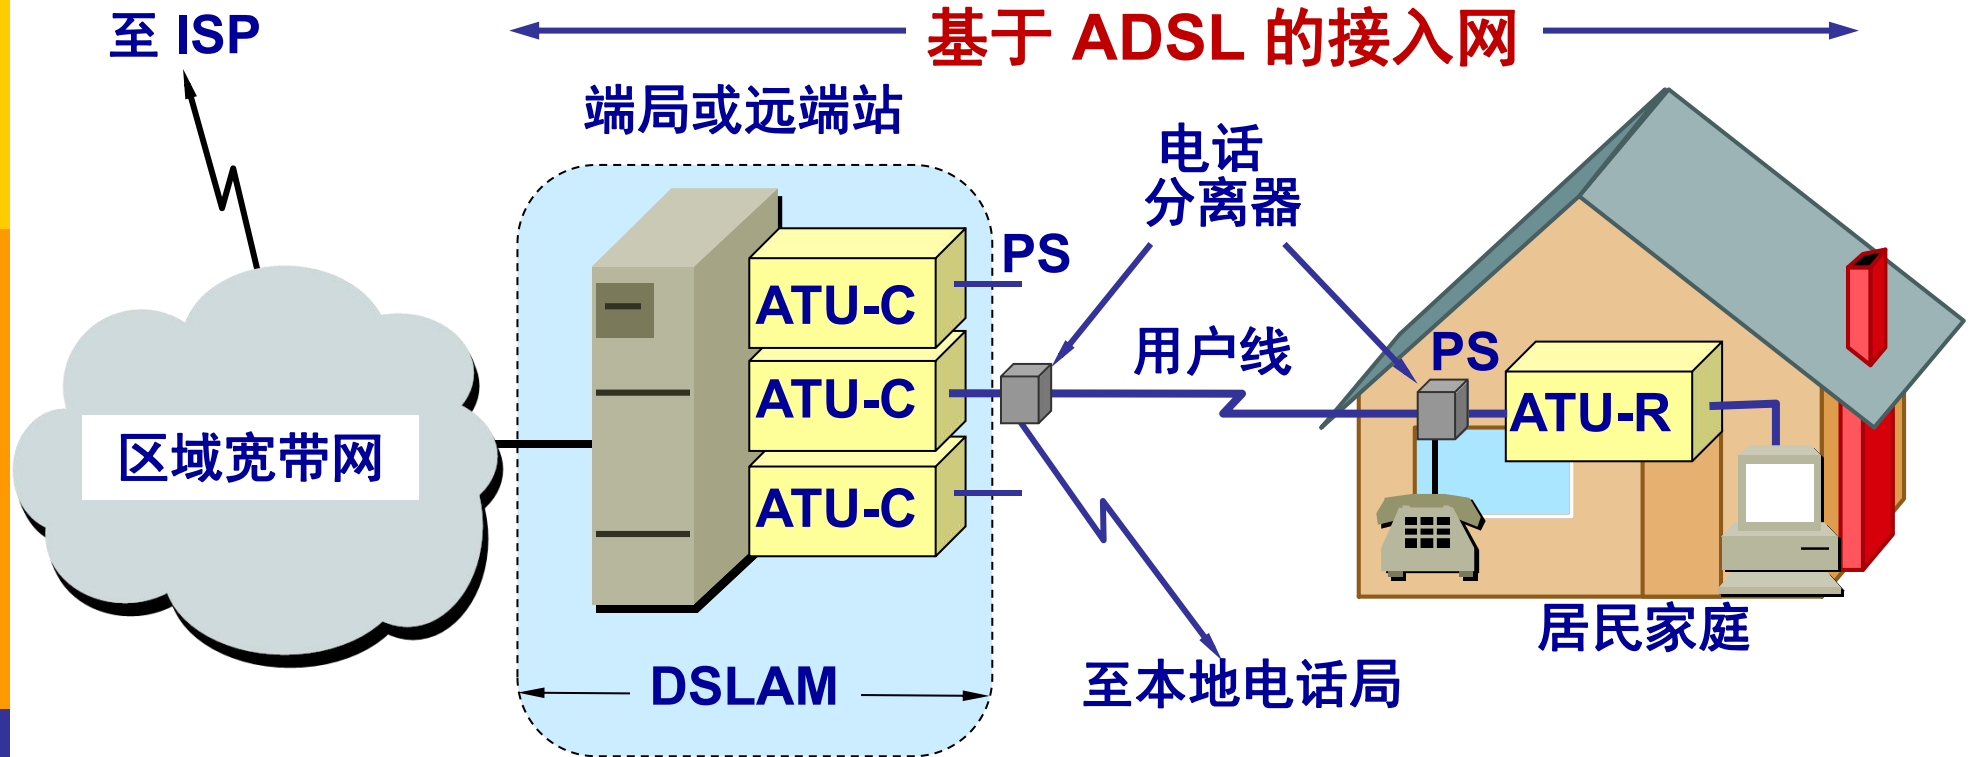 至 ISP
基于 ADSL 的接入网
端局或远端站
电话
分离器
PS
ATU-C
用户线
PS
ATU-C
ATU-R
区域宽带网
ATU-C
居民家庭
DSLAM
至本地电话局